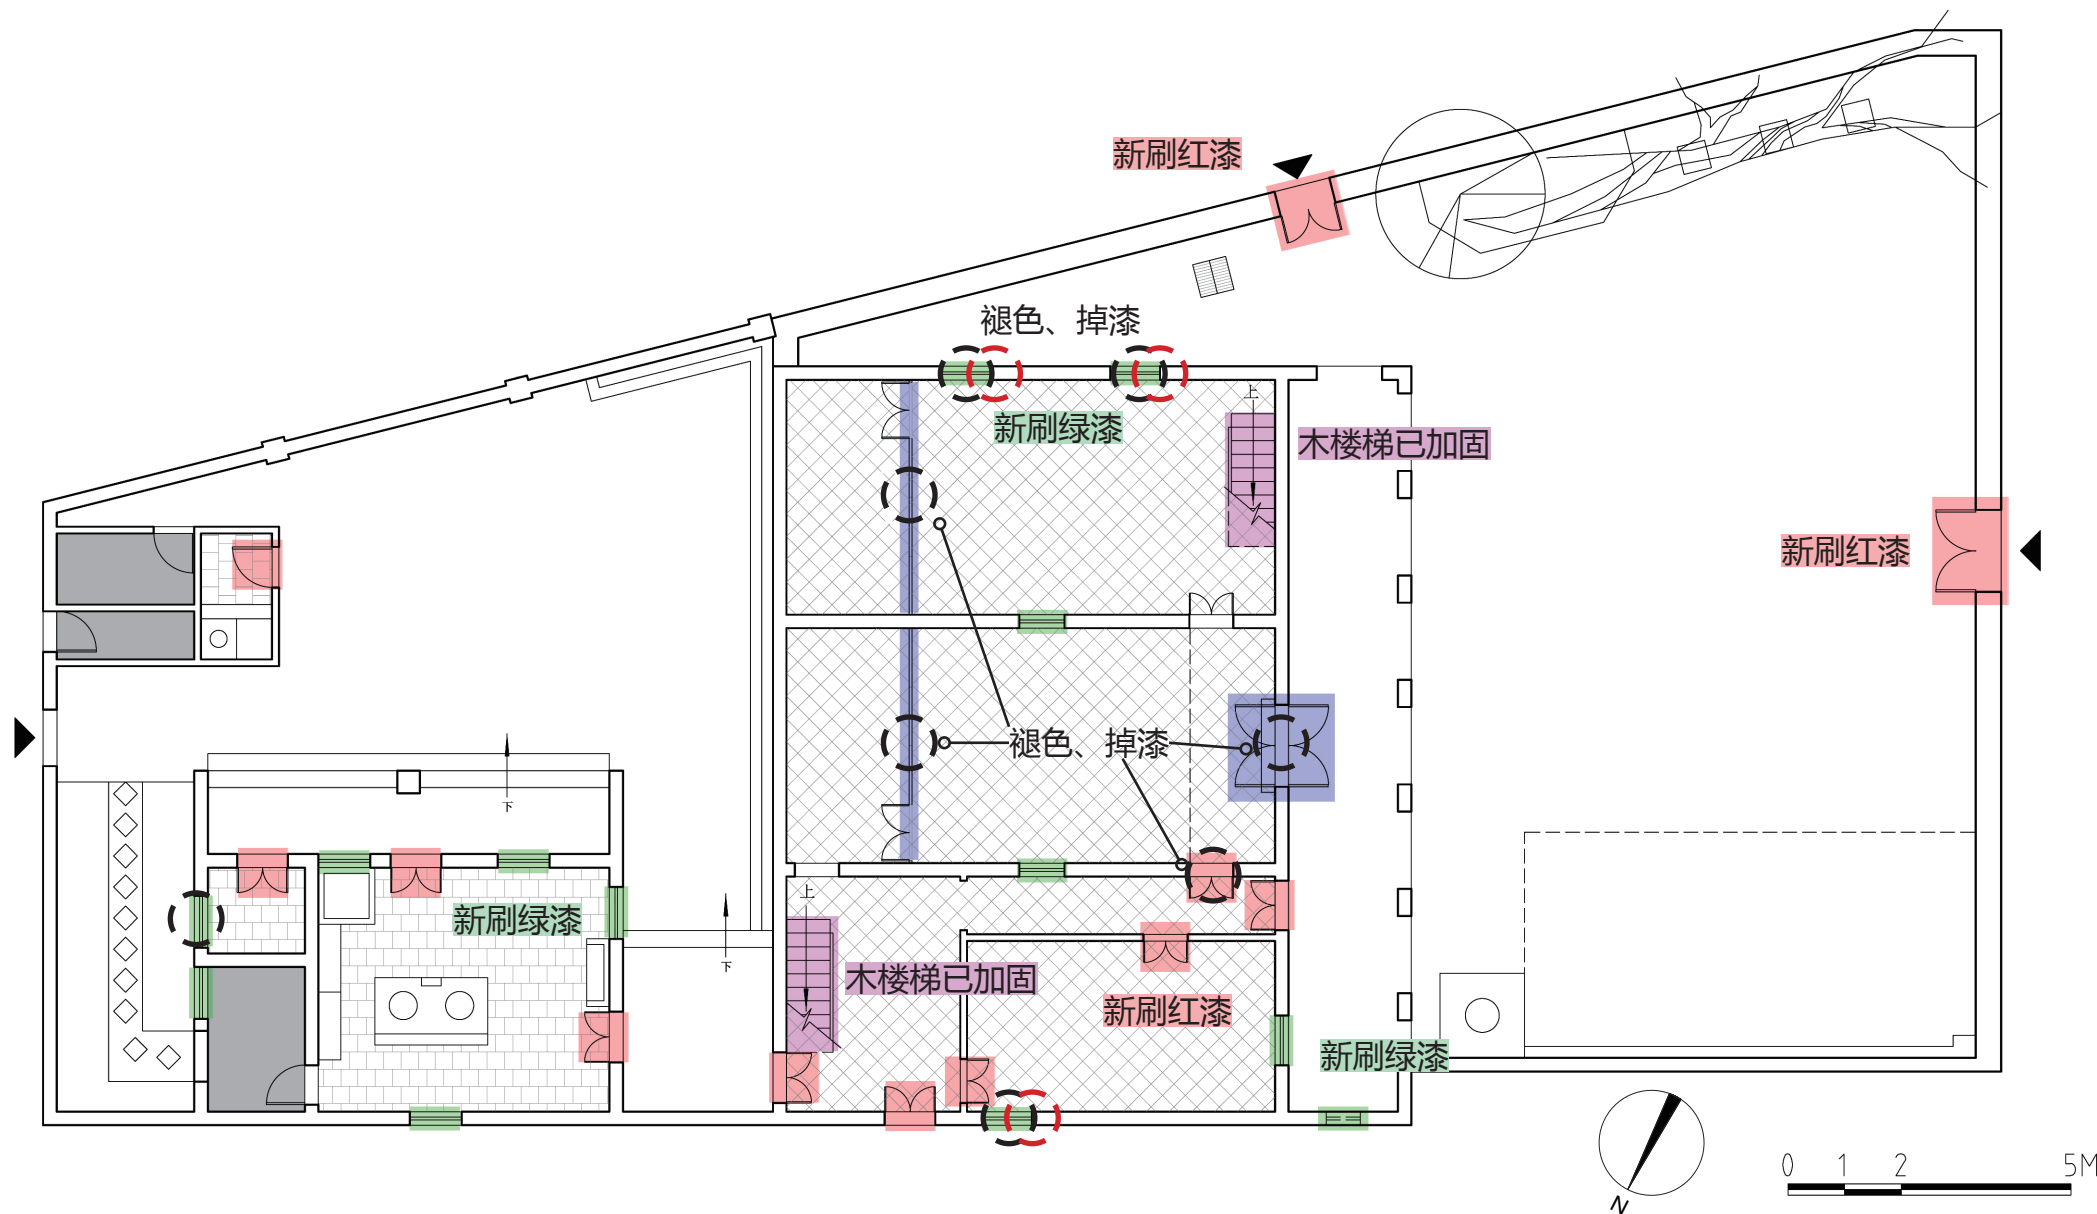 新刷红漆
褪色、掉漆
上
新刷绿漆
木楼梯已加固
新刷红漆
褪色、掉漆
下
上
新刷绿漆
下
木楼梯已加固
新刷红漆
新刷绿漆
N
0 1 2 5M